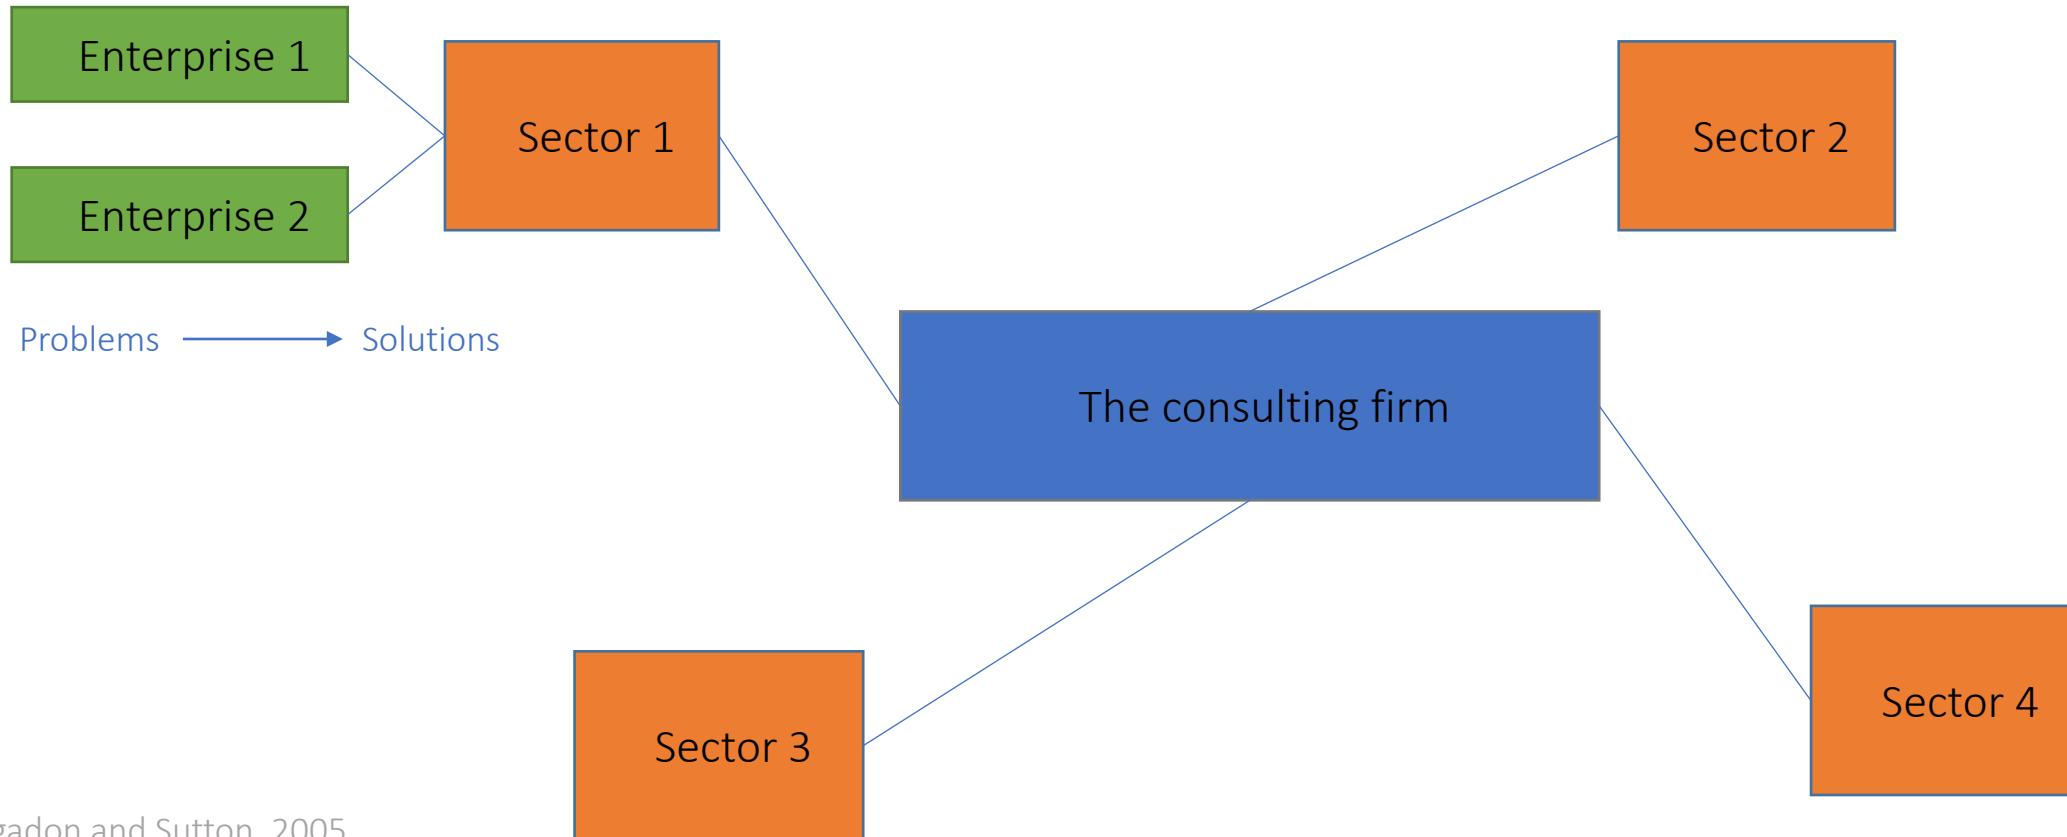 Enterprise 1
Sector 1
Sector 2
Enterprise 2
Problems
Solutions
The consulting firm
Sector 4
Sector 3
and Sutton, 2005